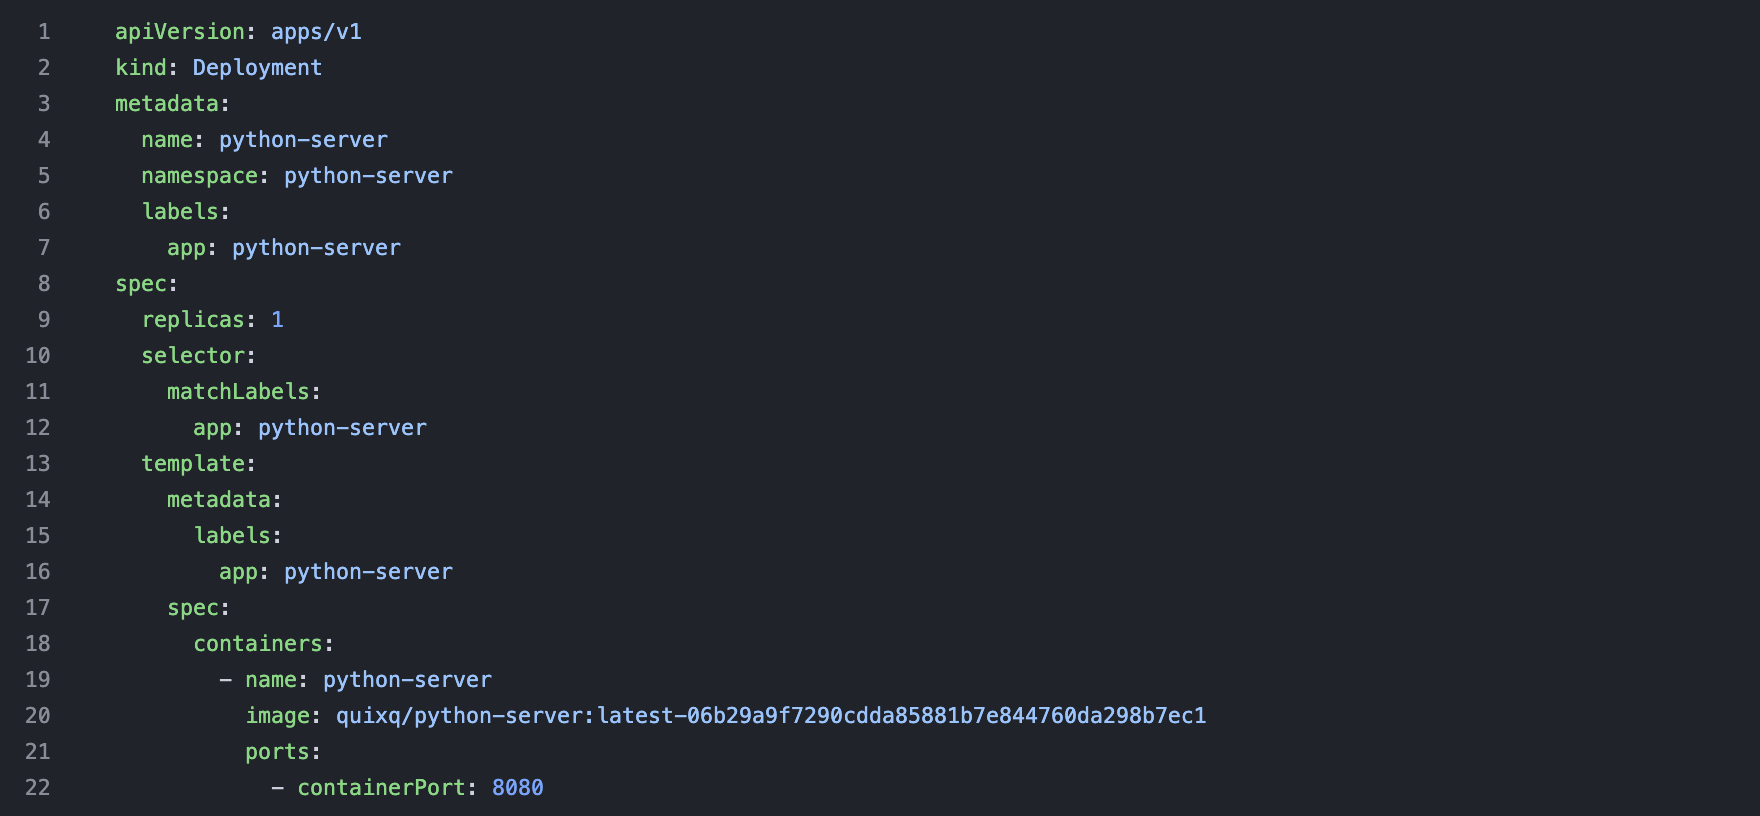 1 apiVersion: apps/v1
2 kind: Deployment
3 metadata:
4   name: python-server
5   namespace: python-server
6   labels:
7     app: python-server
8 spec:
9   replicas: 1
10   selector:
11     matchLabels:
12       app: python-server
13   template:
14     metadata:
15       labels:
16         app: python-server
17     spec:
18       containers:
19         - name: python-server
20           image: quixq/python-server:latest-06b29a9f7290cdda85881b7e844760da298b7ec1
21           ports:
22             - containerPort: 8080